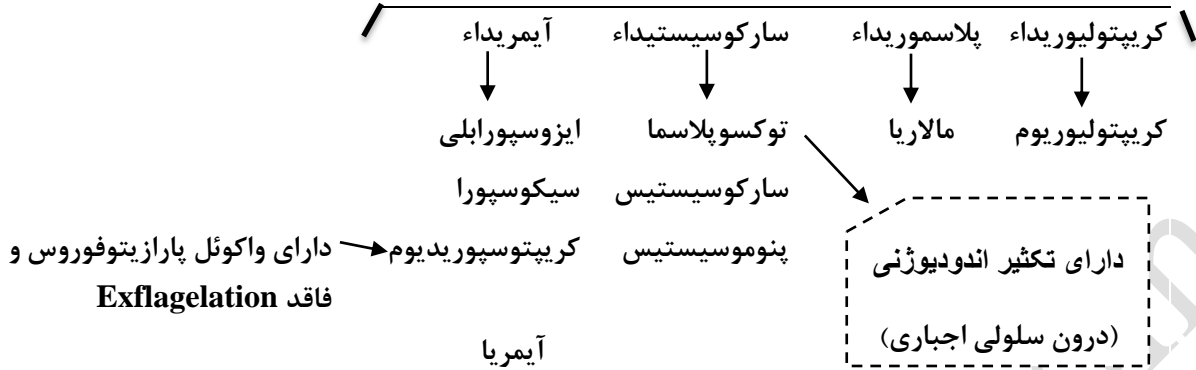 کریپتولیوریداء پلاسموریداء سارکوسیستیداء آیمریداء
کریپتولیوریوم مالاریا توکسوپلاسما ایزوسپورابلی
سارکوسیستیس سیکوسپورا
پنوموسیستیس کریپتوسپوریدیوم دارای واکوئل پارازیتوفوروس و
فاقد Exflagelation
آیمریا
دارای تکثیر اندودیوژنی
(درون سلولی اجباری)